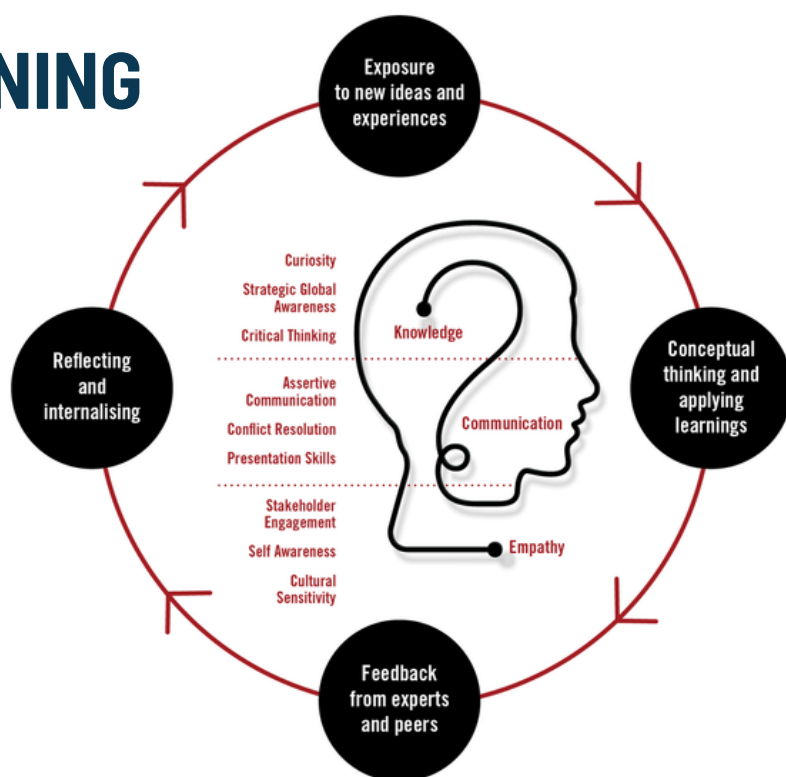 NING
Exposure
to new ideas and
experiences
Curiosity
Strategic Global
Awareness
Critical Thinking
Knowledge
Reflecting
and
internalising
Conceptual
thinking and
applying
learnings
Assertive
Communication
Conflict Resolution
Presentation Skills
Communication
Stakeholder
Engagement
Self Awareness
Cultural
Sensitivity
Empathy
Feedback
from experts
and peers